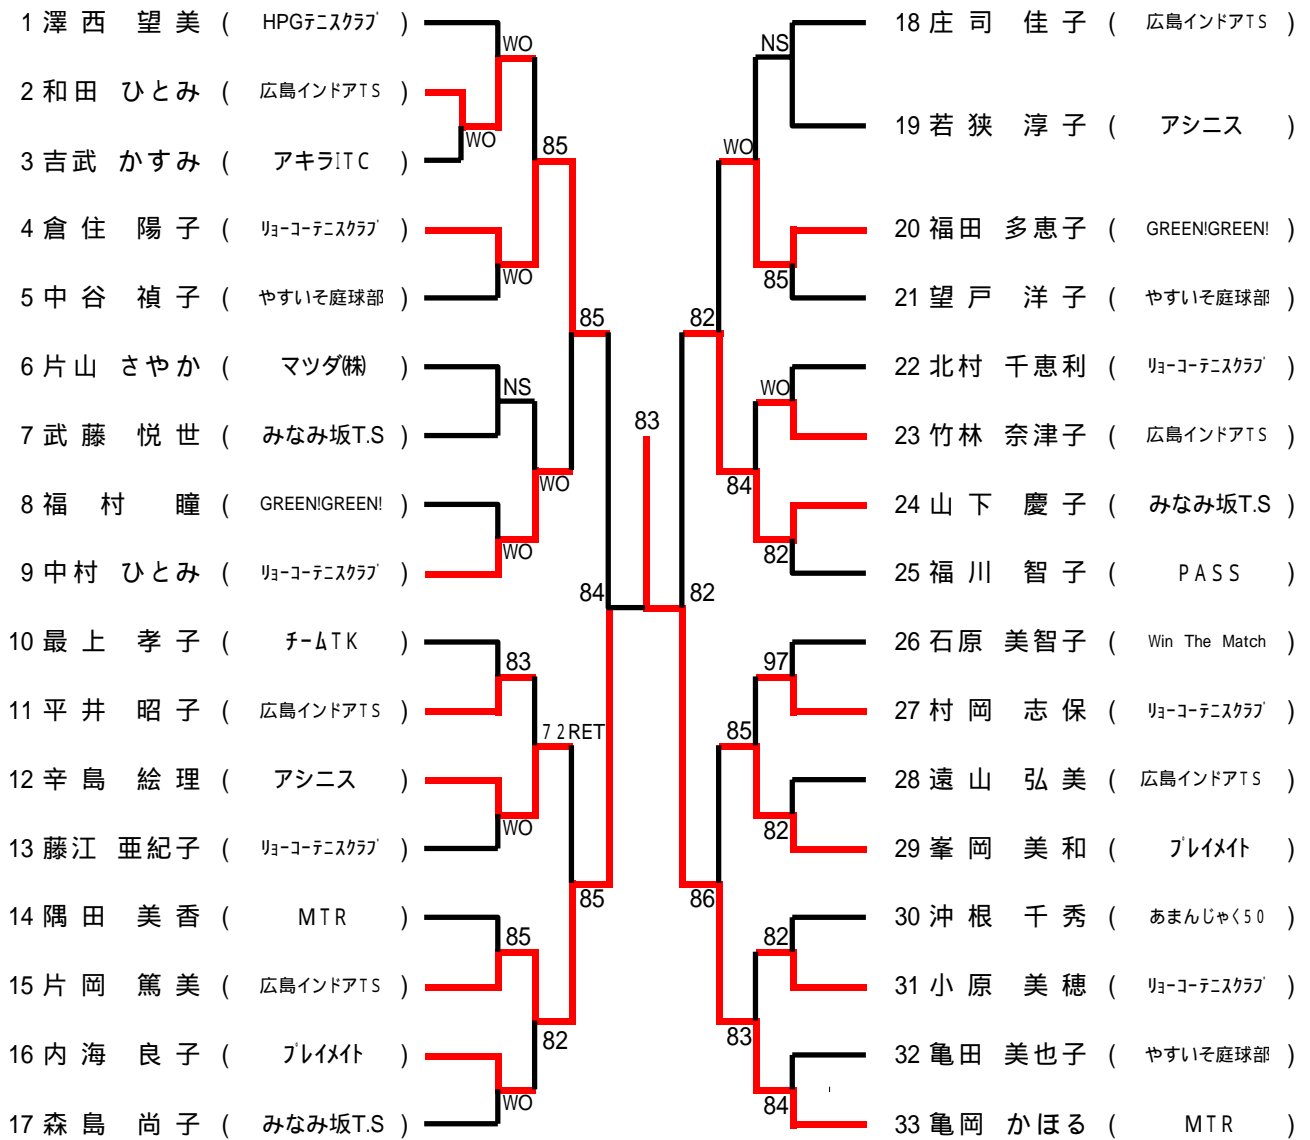 1 澤西 望美 ( HPGテニスクラブ )
2 和田 ひとみ ( 広島インドアTS )
3 吉武 かすみ ( アキラITC )
4 倉住 陽子 ( リョーコーテニスクラブ )
5 中谷 禎子 ( やすいそ庭球部 )
6 片山 さやか ( マツダ(株) )
7 武藤 悦世 ( みなみ坂T.S )
8 福村 瞳 ( GREEN!GREEN! )
9 中村 ひとみ ( リョーコーテニスクラブ )
10 最上 孝子 ( チームTK )
11 平井 昭子 ( 広島インドアTS )
12 辛島 絵理 ( アシニス )
13 藤江 亜紀子 ( リョーコーテニスクラブ )
14 隅田 美香 ( MTR )
15 片岡 篤美 ( 広島インドアTS )
16 内海 良子 ( プレイメイト )
17 森島 尚子 ( みなみ坂T.S )
WO
WO
WO
NS
WO
83
WO
85
WO
85
WO
72RET
82
85
85
84
83
82
82
86
WO
84
85
83
NS
85
WO
82
97
82
82
84
18 庄司 佳子 ( 広島インドアTS )
19 若狭 淳子 ( アシニス )
20 福田 多恵子 ( GREEN!GREEN! )
21 望戸 洋子 ( やすいそ庭球部 )
22 北村 千恵利 ( リョーコーテニスクラブ )
23 竹林 奈津子 ( 広島インドアTS )
24 山下 慶子 ( みなみ坂T.S )
25 福川 智子 ( PASS )
26 石原 美智子 ( Win The Match )
27 村岡 志保 ( リョーコーテニスクラブ )
28 遠山 弘美 ( 広島インドアTS )
29 峯岡 美和 ( プレイメイト )
30 沖根 千秀 ( あまんじゃく50 )
31 小原 美穂 ( リョーコーテニスクラブ )
32 亀田 美也子 ( やすいそ庭球部 )
33 亀岡 かほる ( MTR )